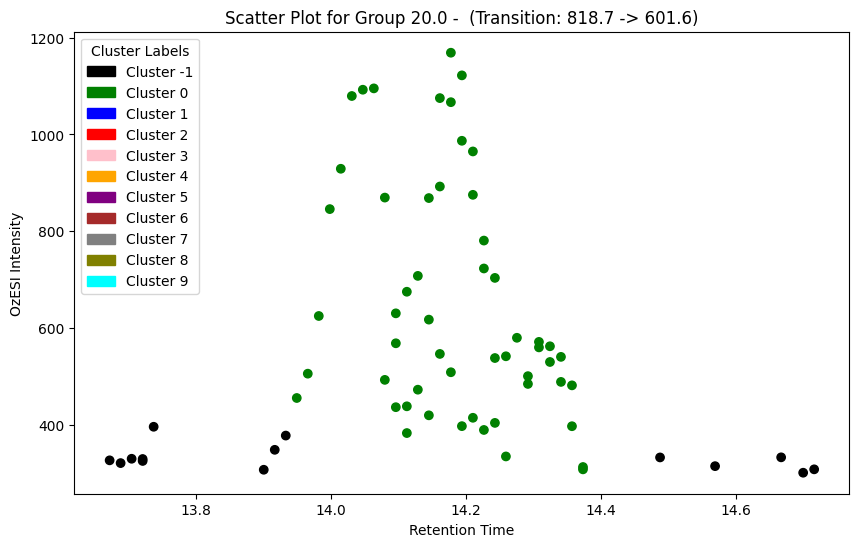 Scatter Plot for Group 20.0 -  (Transition: 818.7 -> 601.6)
Cluster Labels
Cluster -1
Cluster 0
Cluster 1
Cluster 2
Cluster 3
Cluster 4
Cluster 5
Cluster 6
Cluster 7
Cluster 8
Cluster 9
OzESI Intensity
1200
1000
800
600
400
13.8 14.0 14.2 14.4 14.6
Retention Time